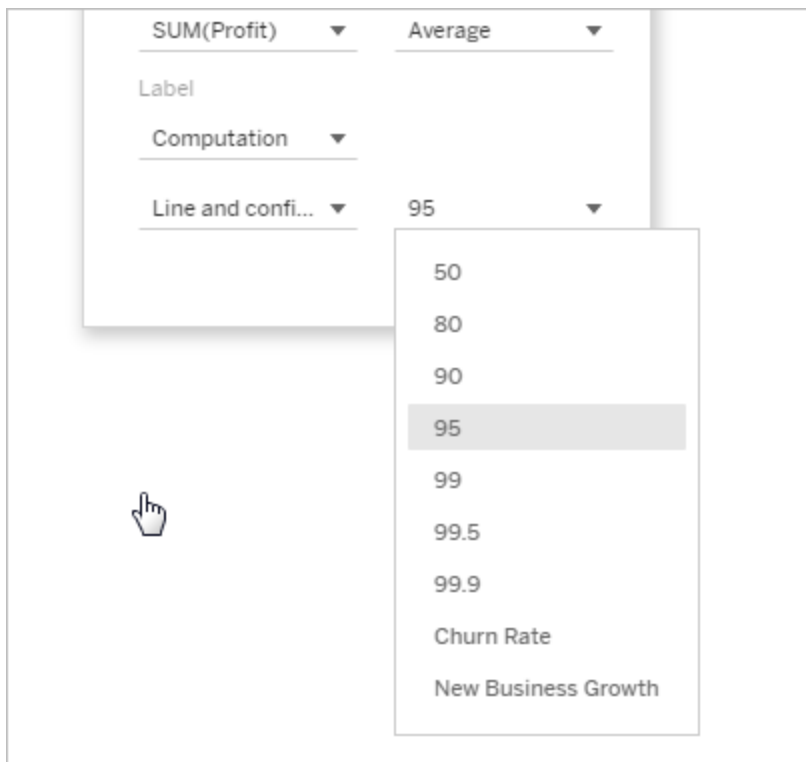 SUM(Profit) Average
Label
Computation
Line and confi... 95
50
80
90
95
99
99.5
99.9
Churn Rate
New Business Growth